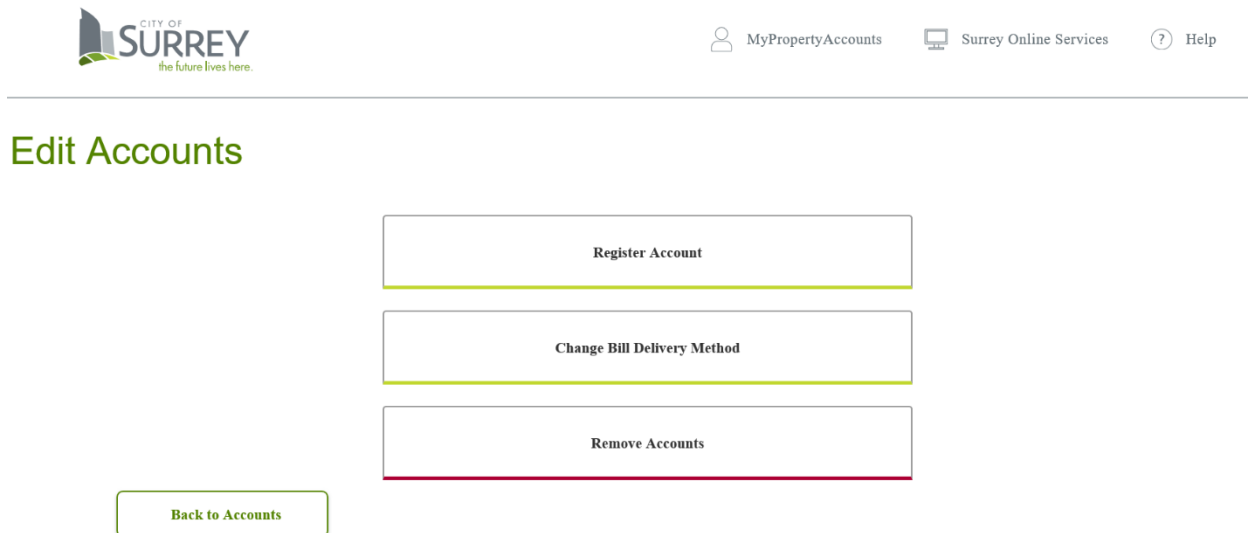 CITY OF
SURREY
the future lives here.
MyPropertyAccounts
Surrey Online Services
? Help
Edit Accounts
Register Account
Change Bill Delivery Method
Remove Accounts
Back to Accounts